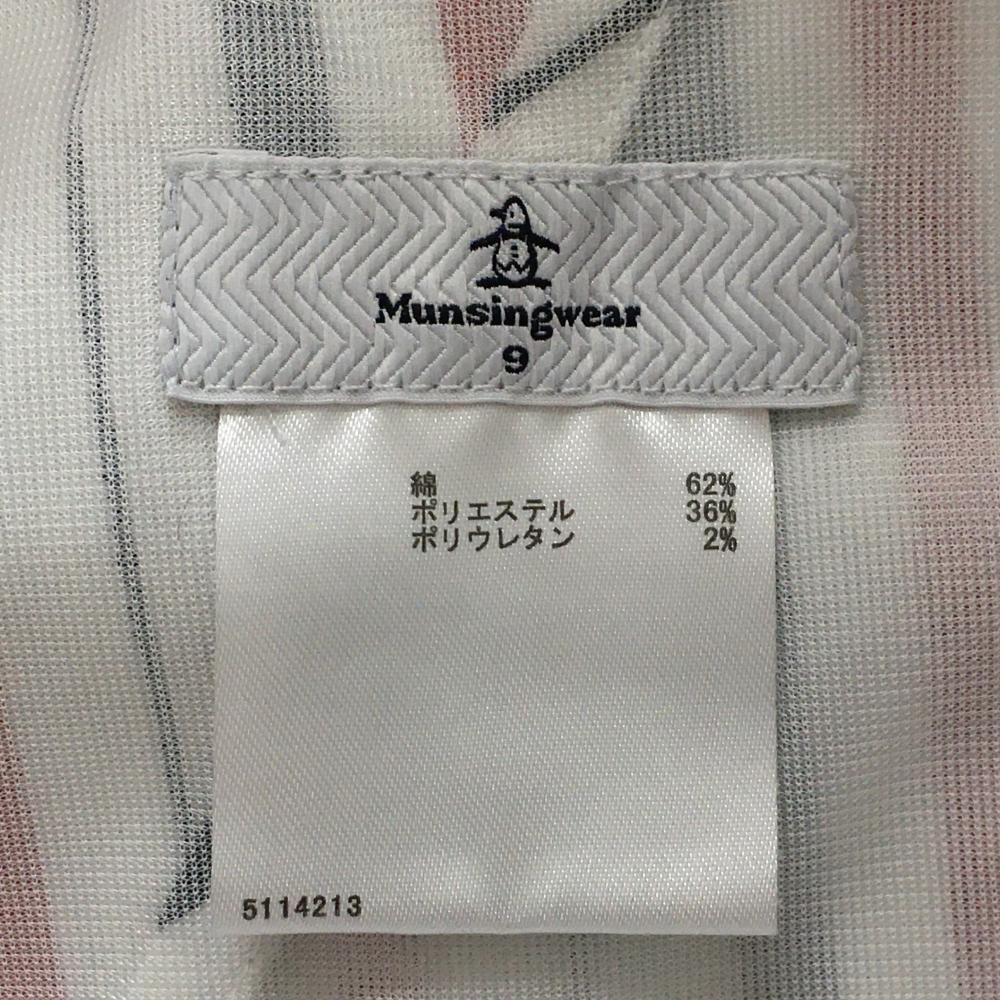 Munsingwear
9
綿 62%
ポリエステル 36%
ポリウレタン 2%
5114213